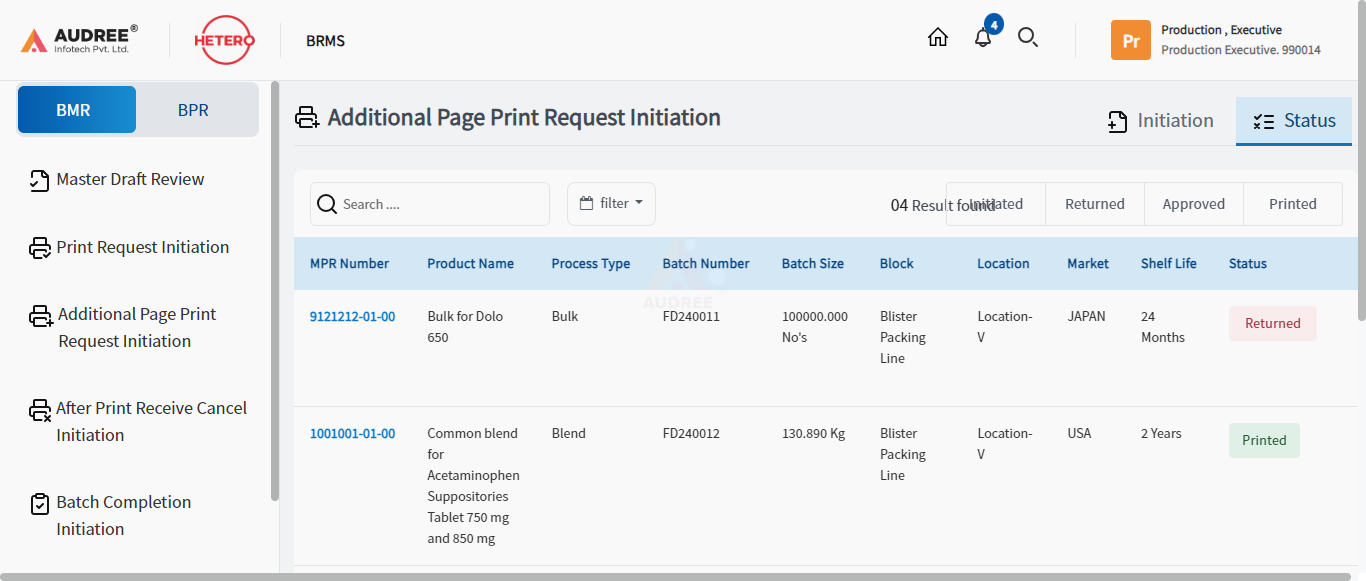 AUDREE®
Infotech Pvt. Ltd.
HETERO
BRMS
4
Pr
Production , Executive
Production Executive. 990014
BMR
BPR
Master Draft Review
Print Request Initiation
Additional Page Print
Request Initiation
After Print Receive Cancel
Initiation
Batch Completion
Initiation
Additional Page Print Request Initiation
Initiation
Status
Search ....
filter
04 Result found
Initiated
Returned
Approved
Printed
MPR Number Product Name Process Type Batch Number Batch Size Block Location Market Shelf Life Status
AUDREE
9121212-01-00 Bulk for Dolo Bulk FD240011 100000.000 Blister Location- JAPAN 24 Returned
650 No's Packing V Months
Line
1001001-01-00 Common blend Blend FD240012 130.890 Kg Blister Location- USA 2 Years Printed
for Packing V
Acetaminophen Line
Suppositories
Tablet 750 mg
and 850 mg